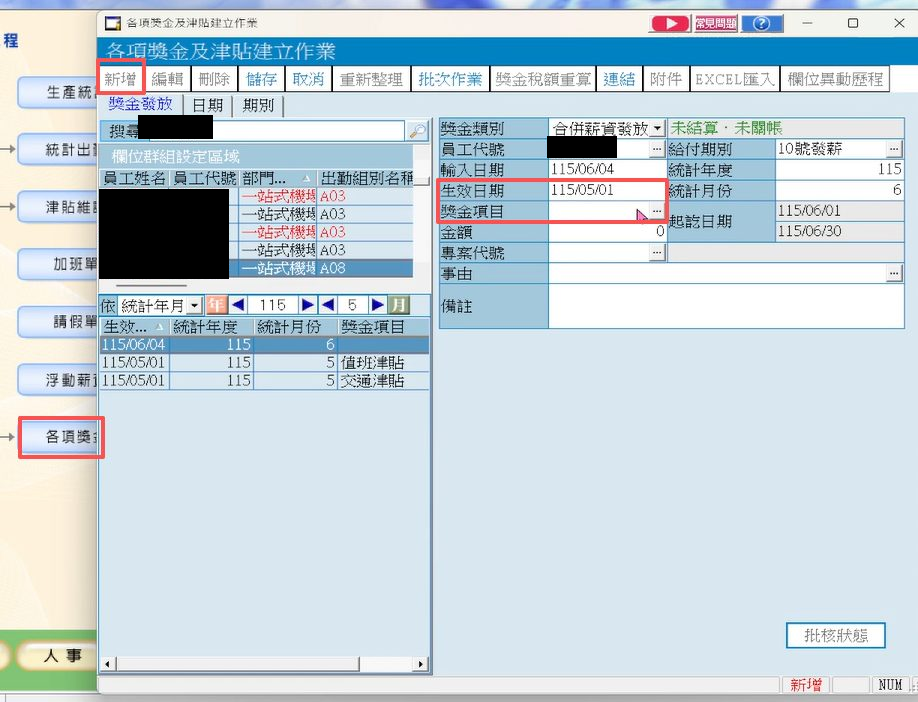 程
生產統
統計出勤
津貼維
加班單
請假單
浮動薪
各項獎
人事
各項獎金及津貼建立作業
常見問題
各項獎金及津貼建立作業
新增 編輯 刪除 儲存 取消 重新整理 批次作業 獎金稅額重算 連結 附件 EXCEL匯入 欄位異動歷程
獎金發放 日期 期別
搜尋
欄位群組設定區域
員工姓名 員工代號 部門... 出勤組別名稱
一站式機場 A03
一站式機場 A03
一站式機場 A03
一站式機場 A03
一站式機場 A08
依 統計年月 年 115 5 月
生效... 統計年度 統計月份 獎金項目
115/06/04 115 6
115/05/01 115 5 值班津貼
115/05/01 115 5 交通津貼
獎金類別 合併薪資發放 未結算．未關帳
員工代號 ... 給付期別 10號發薪 ...
輸入日期 115/06/04 統計年度 115
生效日期 115/05/01 統計月份 6
獎金項目 ... 起訖日期 115/06/01
金額 0 115/06/30
專案代號 ...
事由 ...
備註
批核狀態
新增 NUM